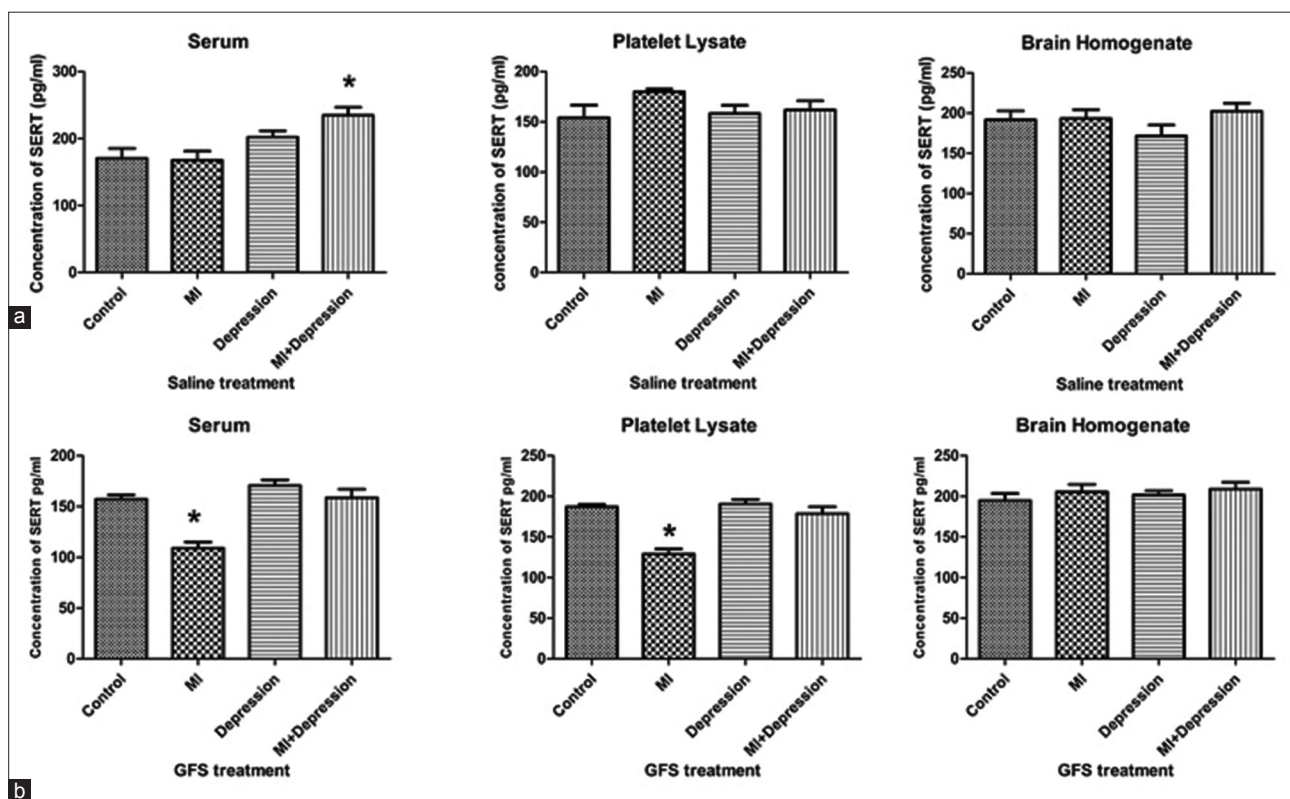 Serum
Concentration of SERT (pg/ml)
300
200
100
0
Control
MI
Depression
MI+Depression
Saline treatment
Platelet Lysate
concentration of SERT (pg/ml)
200
150
100
50
0
Control
MI
Depression
MI+Depression
Saline treatment
Brain Homogenate
concentration of SERT (pg/ml)
250
200
150
100
50
0
Control
MI
Depression
MI+Depression
Saline treatment
*
a
Serum
Concentration of SERT pg/ml
200
150
100
50
0
*
Control
MI
Depression
MI+Depression
GFS treatment
Platelet Lysate
Concentration of SERT pg/ml
250
200
150
100
50
0
*
Control
MI
Depression
MI+Depression
GFS treatment
Brain Homogenate
Concentration of SERT pg/ml
250
200
150
100
50
0
Control
MI
Depression
MI+Depression
GFS treatment
b